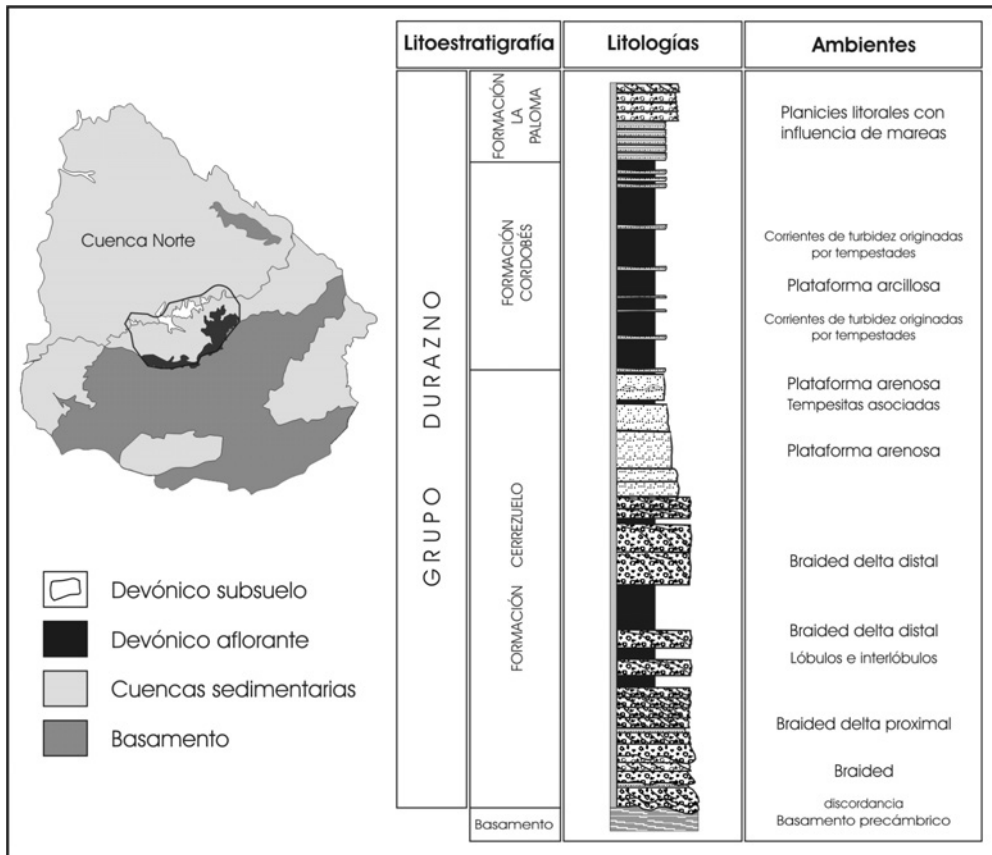 Cuenca Norte
Devónico subsuelo
Devónico aflorante
Cuencas sedimentarias
Basamento
Litoestratigrafía
Litologías
Ambientes
GRUPO DURAZNO
FORMACIÓN
LA
PALOMA
FORMACIÓN
CORDOBÉS
FORMACIÓN CERREZUELO
Basamento
Planicies litorales con
influencia de mareas
Corrientes de turbidez originadas
por tempestades
Plataforma arcillosa
Corrientes de turbidez originadas
por tempestades
Plataforma arenosa
Tempesitas asociadas
Plataforma arenosa
Braided delta distal
Braided delta distal
Lóbulos e interlóbulos
Braided delta proximal
Braided
discordancia
Basamento precámbrico